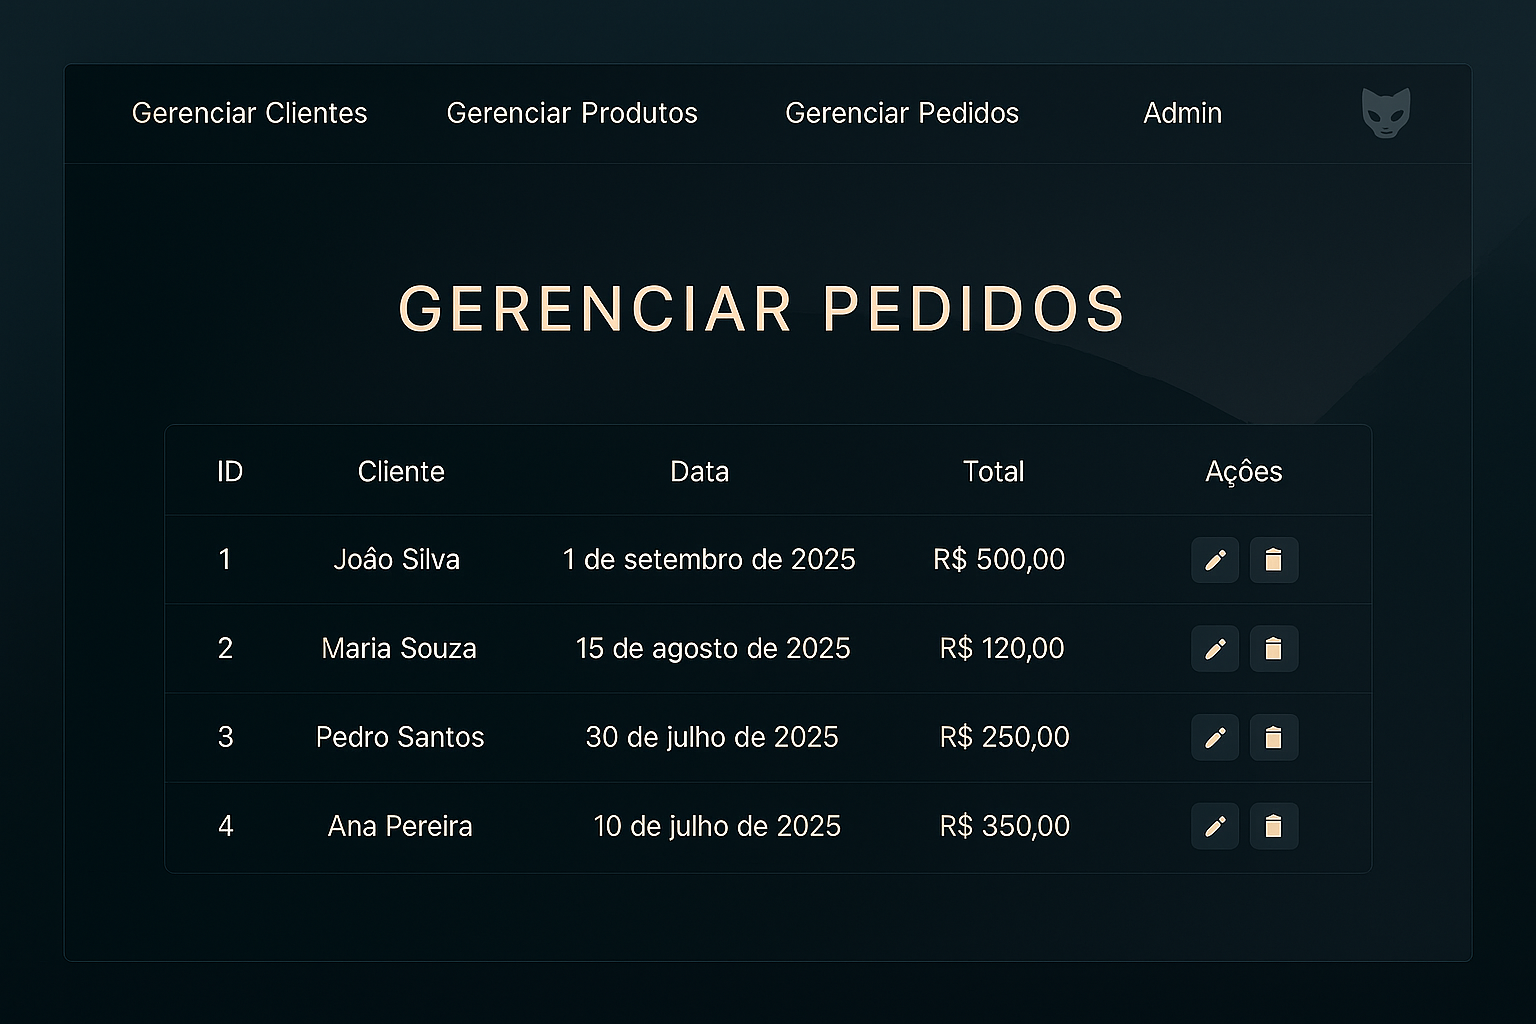 Gerenciar Clientes Gerenciar Produtos Gerenciar Pedidos Admin
GERENCIAR PEDIDOS
ID Cliente Data Total Açôes
1 Joâo Silva 1 de setembro de 2025 R$ 500,00
2 Maria Souza 15 de agosto de 2025 R$ 120,00
3 Pedro Santos 30 de julho de 2025 R$ 250,00
4 Ana Pereira 10 de julho de 2025 R$ 350,00